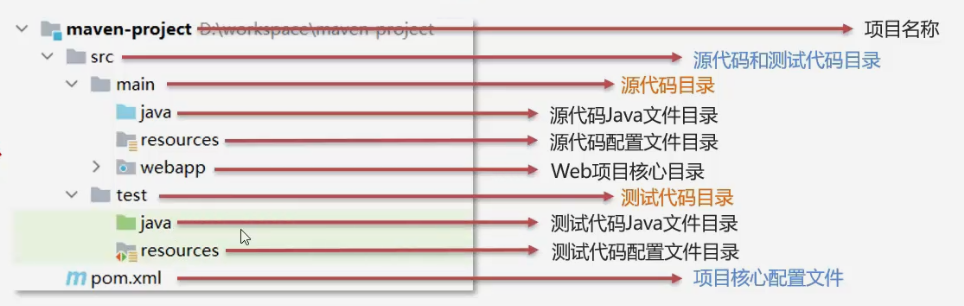 maven-project D:\workspace\maven-project 项目名称
src 源代码和测试代码目录
main 源代码目录
java 源代码Java文件目录
resources 源代码配置文件目录
webapp Web项目核心目录
test 测试代码目录
java 测试代码Java文件目录
resources 测试代码配置文件目录
pom.xml 项目核心配置文件